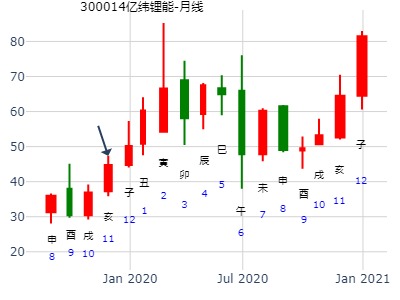 300014亿纬锂能-月线
80
70
60
50
40
30
20
申
8
酉
9
戌
10
亥
11
子
12
丑
1
寅
2
卯
3
辰
4
巳
5
午
6
未
7
申
8
酉
9
戌
10
亥
11
子
12
Jan 2020
Jul 2020
Jan 2021